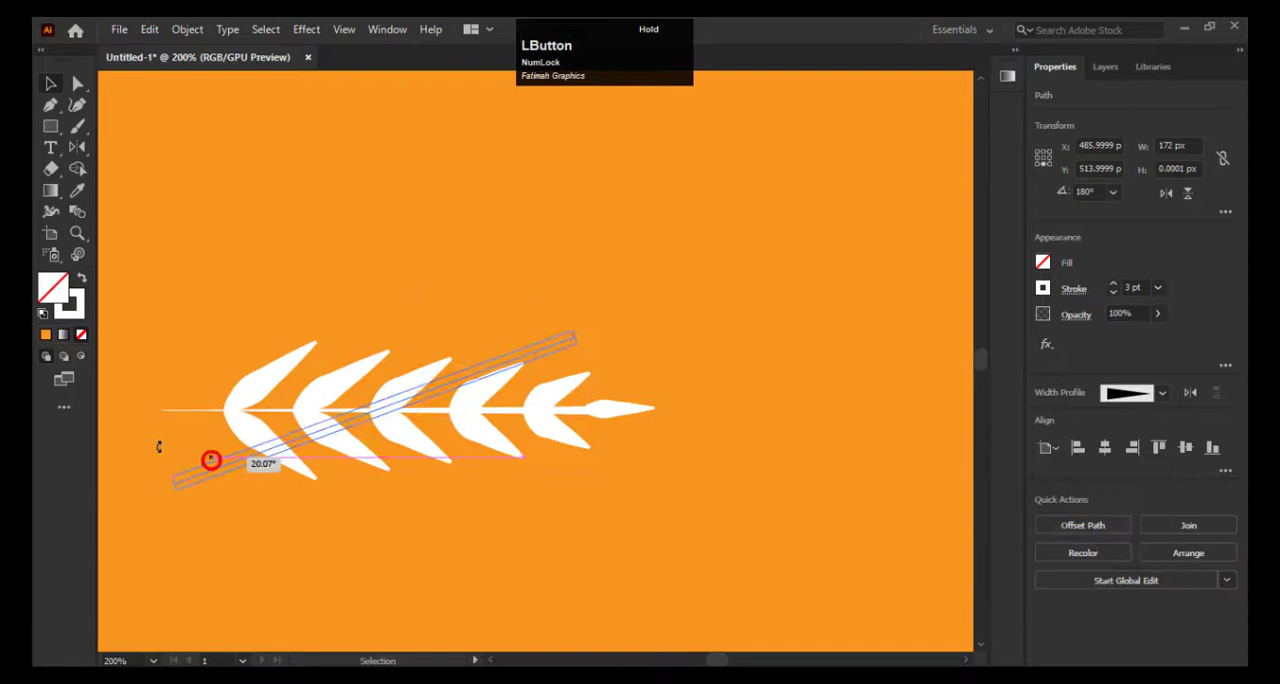 Hold
LButton
NumLock
Fatimah Graphics
Ai
File Edit Object Type Select Effect View Window Help
Essentials
Search Adobe Stock
Untitled-1* @ 200% (RGB/GPU Preview)
Properties Layers Libraries
Path
Transform
X: 485.9999 p W: 172 px
Y: 513.9999 p H: 0.0001 px
180°
Appearance
Fill
Stroke 3 pt
Opacity 100%
fx.
Width Profile
Align
Quick Actions
Offset Path Join
Recolor Arrange
Start Global Edit
20.07°
200% 1 Selection